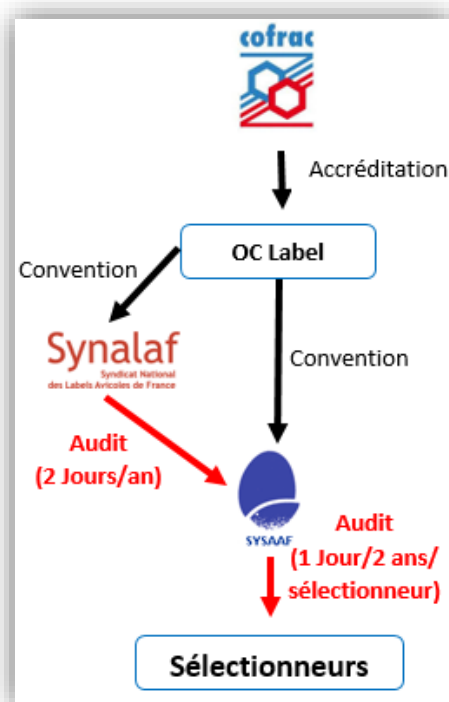 cofrac
Accréditation
OC Label
Convention
Synalaf
Syndicat National
des Labels Avicoles de France
Convention
Audit
(2 Jours/an)
SYSAAF
Audit
(1 Jour/2 ans/
sélectionneur)
Sélectionneurs